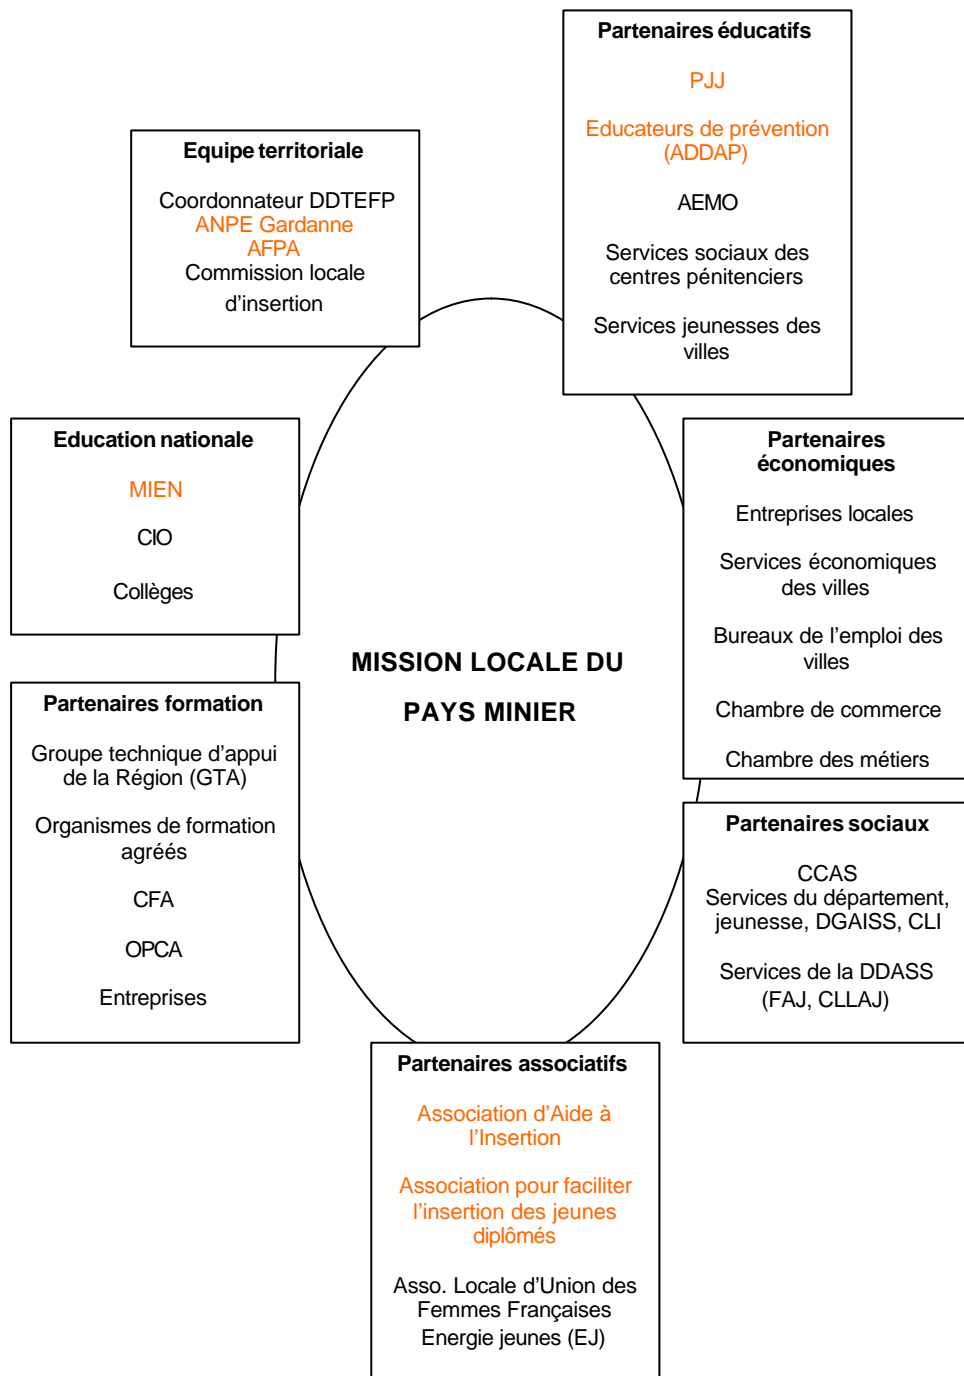 Partenaires éducatifs
PJJ
Educateurs de prévention
(ADDAP)
AEMO
Services sociaux des
centres pénitenciers
Services jeunesses des
villes
Equipe territoriale
Coordonnateur DDTEFP
ANPE Gardanne
AFPA
Commission locale
d’insertion
Education nationale
MIEN
CIO
Collèges
Partenaires
économiques
Entreprises locales
Services économiques
des villes
Bureaux de l’emploi des
villes
Chambre de commerce
Chambre des métiers
MISSION LOCALE DU
PAYS MINIER
Partenaires formation
Groupe technique d’appui
de la Région (GTA)
Organismes de formation
agréés
CFA
OPCA
Entreprises
Partenaires sociaux
CCAS
Services du département,
jeunesse, DGAISS, CLI
Services de la DDASS
(FAJ, CLLAJ)
Partenaires associatifs
Association d’Aide à
l’Insertion
Association pour faciliter
l’insertion des jeunes
diplômés
Asso. Locale d’Union des
Femmes Françaises
Energie jeunes (EJ)